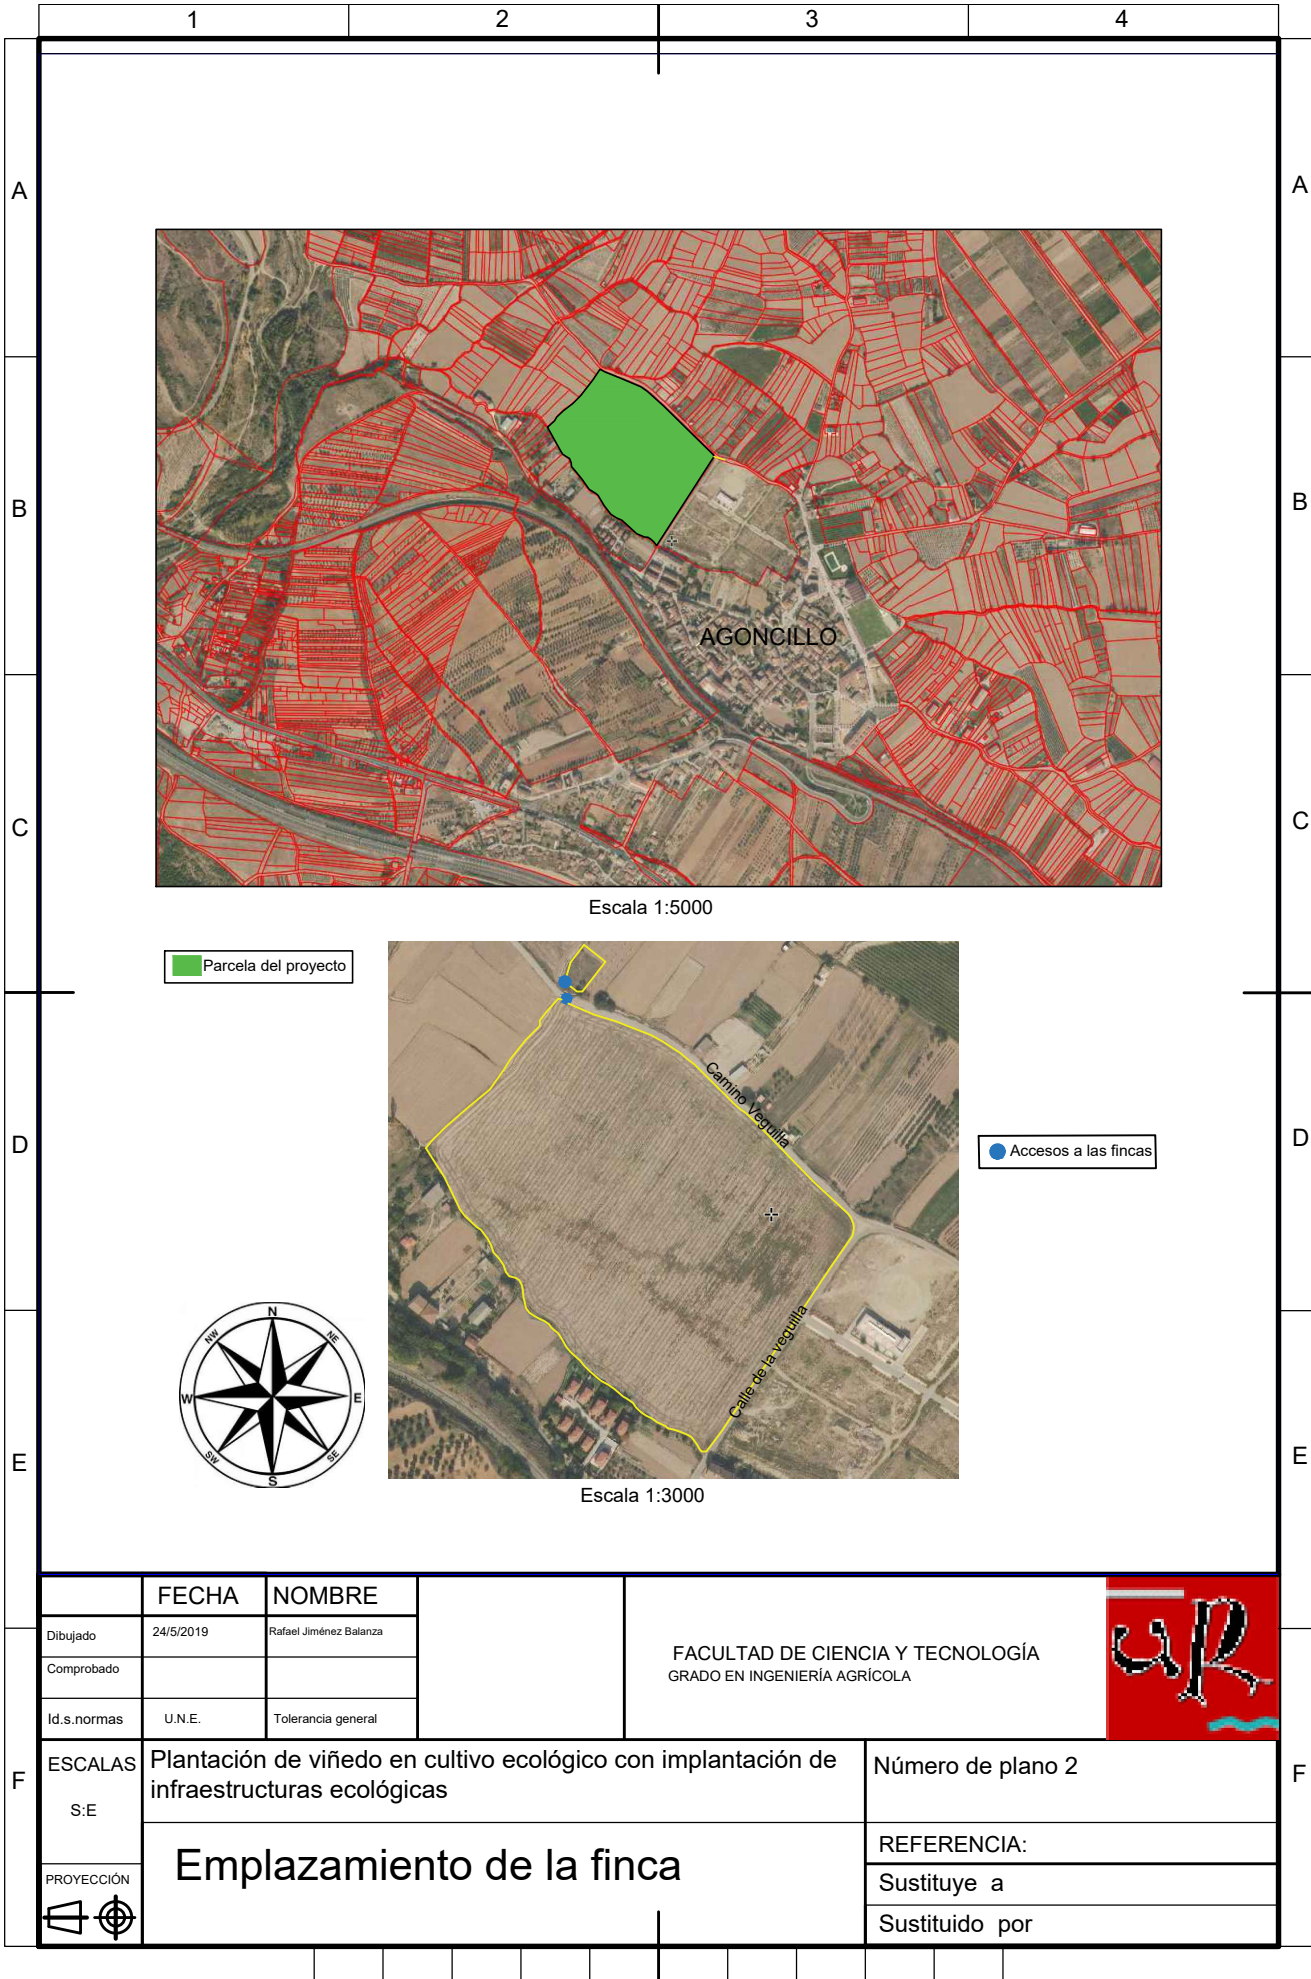 1 2 3 4
A A
B B
C C
D D
E E
F F
AGONCILLO
Escala 1:5000
Parcela del proyecto
Camino Veguilla
Calle de la veguilla
Accesos a las fincas
N
NW NE
W E
SW SE
S
Escala 1:3000
FECHA NOMBRE
Dibujado 24/5/2019 Rafael Jiménez Balanza
Comprobado
Id.s.normas U.N.E. Tolerancia general
FACULTAD DE CIENCIA Y TECNOLOGÍA
GRADO EN INGENIERÍA AGRÍCOLA
uR
ESCALAS
S:E
Plantación de viñedo en cultivo ecológico con implantación de
infraestructuras ecológicas
Número de plano 2
PROYECCIÓN
Emplazamiento de la finca
REFERENCIA:
Sustituye a
Sustituido por